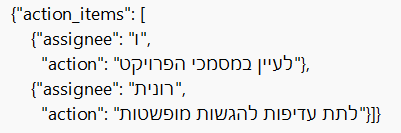 {"action_items": [
{"assignee": "ו",
"action": "לעיין במסמכי הפרויקט"},
{"assignee": "רונית",
"action": "לתת עדיפות להגשות מופשטות"}]}